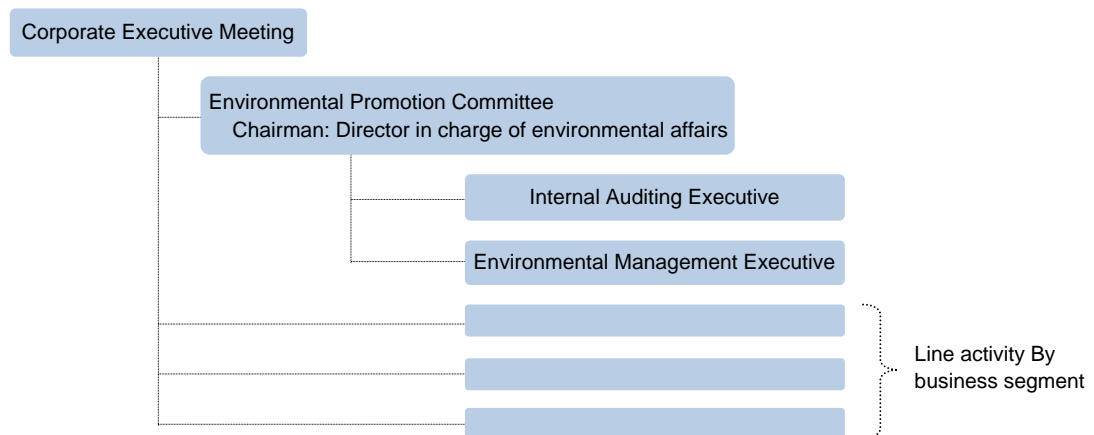 Corporate Executive Meeting
Environmental Promotion Committee
Chairman: Director in charge of environmental affairs
Internal Auditing Executive
Environmental Management Executive
Line activity By
business segment